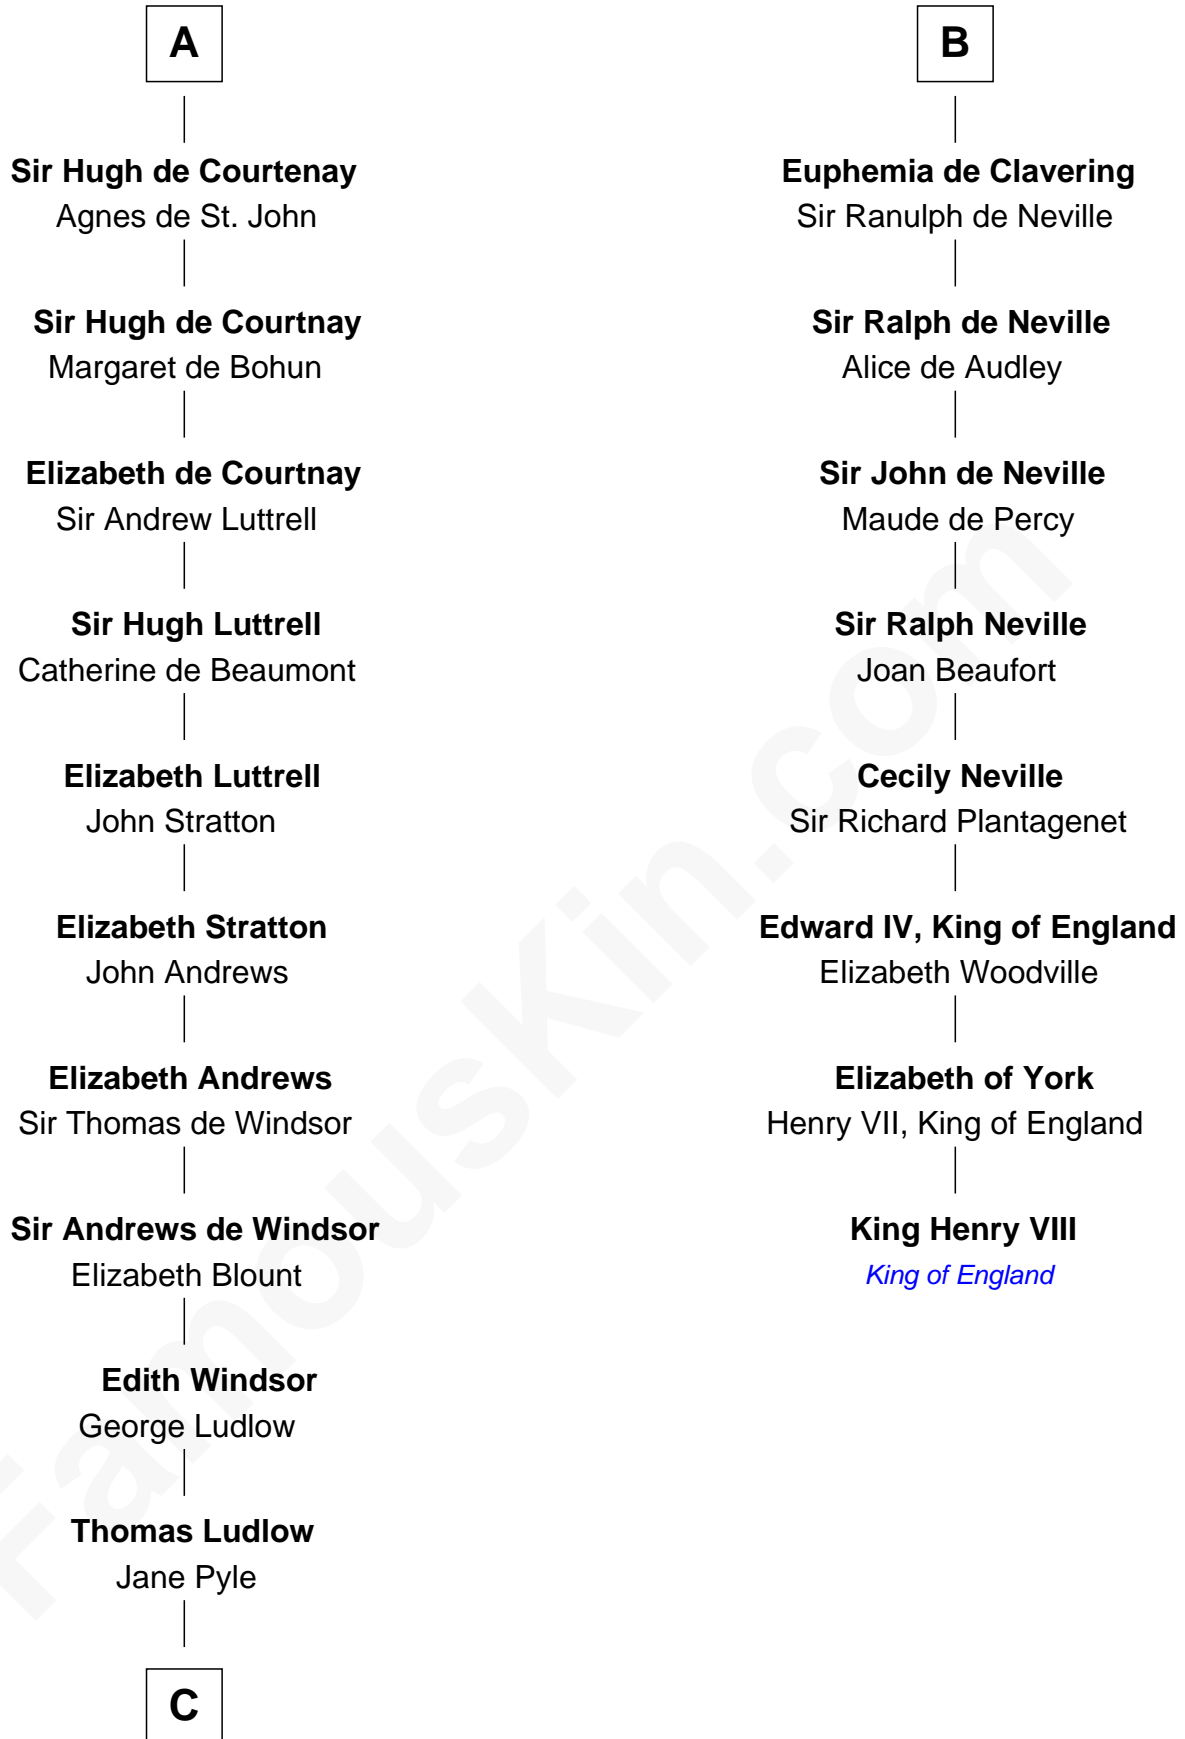 A
Sir Hugh de Courtenay
Agnes de St. John
Sir Hugh de Courtnay
Margaret de Bohun
Elizabeth de Courtnay
Sir Andrew Luttrell
Sir Hugh Luttrell
Catherine de Beaumont
Elizabeth Luttrell
John Stratton
Elizabeth Stratton
John Andrews
Elizabeth Andrews
Sir Thomas de Windsor
Sir Andrews de Windsor
Elizabeth Blount
Edith Windsor
George Ludlow
Thomas Ludlow
Jane Pyle
C
B
Euphemia de Clavering
Sir Ranulph de Neville
Sir Ralph de Neville
Alice de Audley
Sir John de Neville
Maude de Percy
Sir Ralph Neville
Joan Beaufort
Cecily Neville
Sir Richard Plantagenet
Edward IV, King of England
Elizabeth Woodville
Elizabeth of York
Henry VII, King of England
King Henry VIII
King of England
FamousKin.com